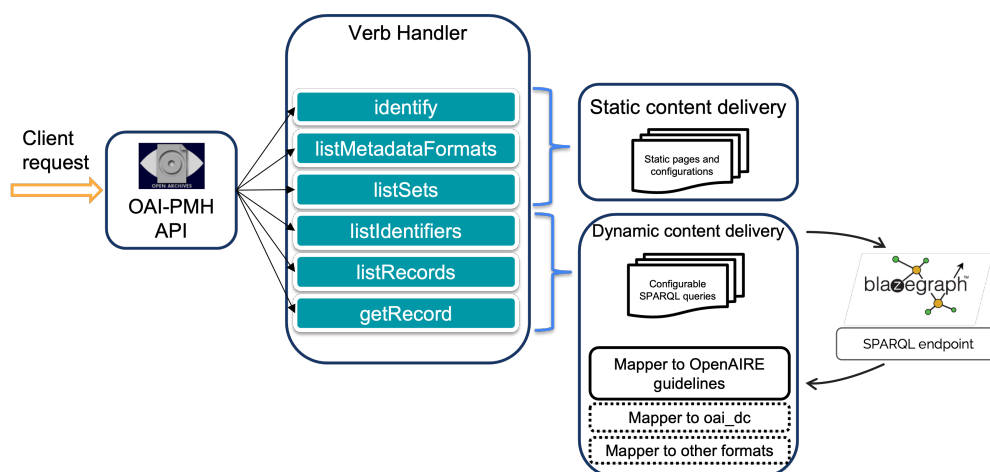 Verb Handler
Client
request
OPEN ARCHIVES
OAI-PMH
API
identify
listMetadataFormats
listSets
listIdentifiers
listRecords
getRecord
Static content delivery
Static pages and
configurations
Dynamic content delivery
Configurable
SPARQL queries
Mapper to OpenAIRE
guidelines
Mapper to oai_dc
Mapper to other formats
blazegraph™
SPARQL endpoint